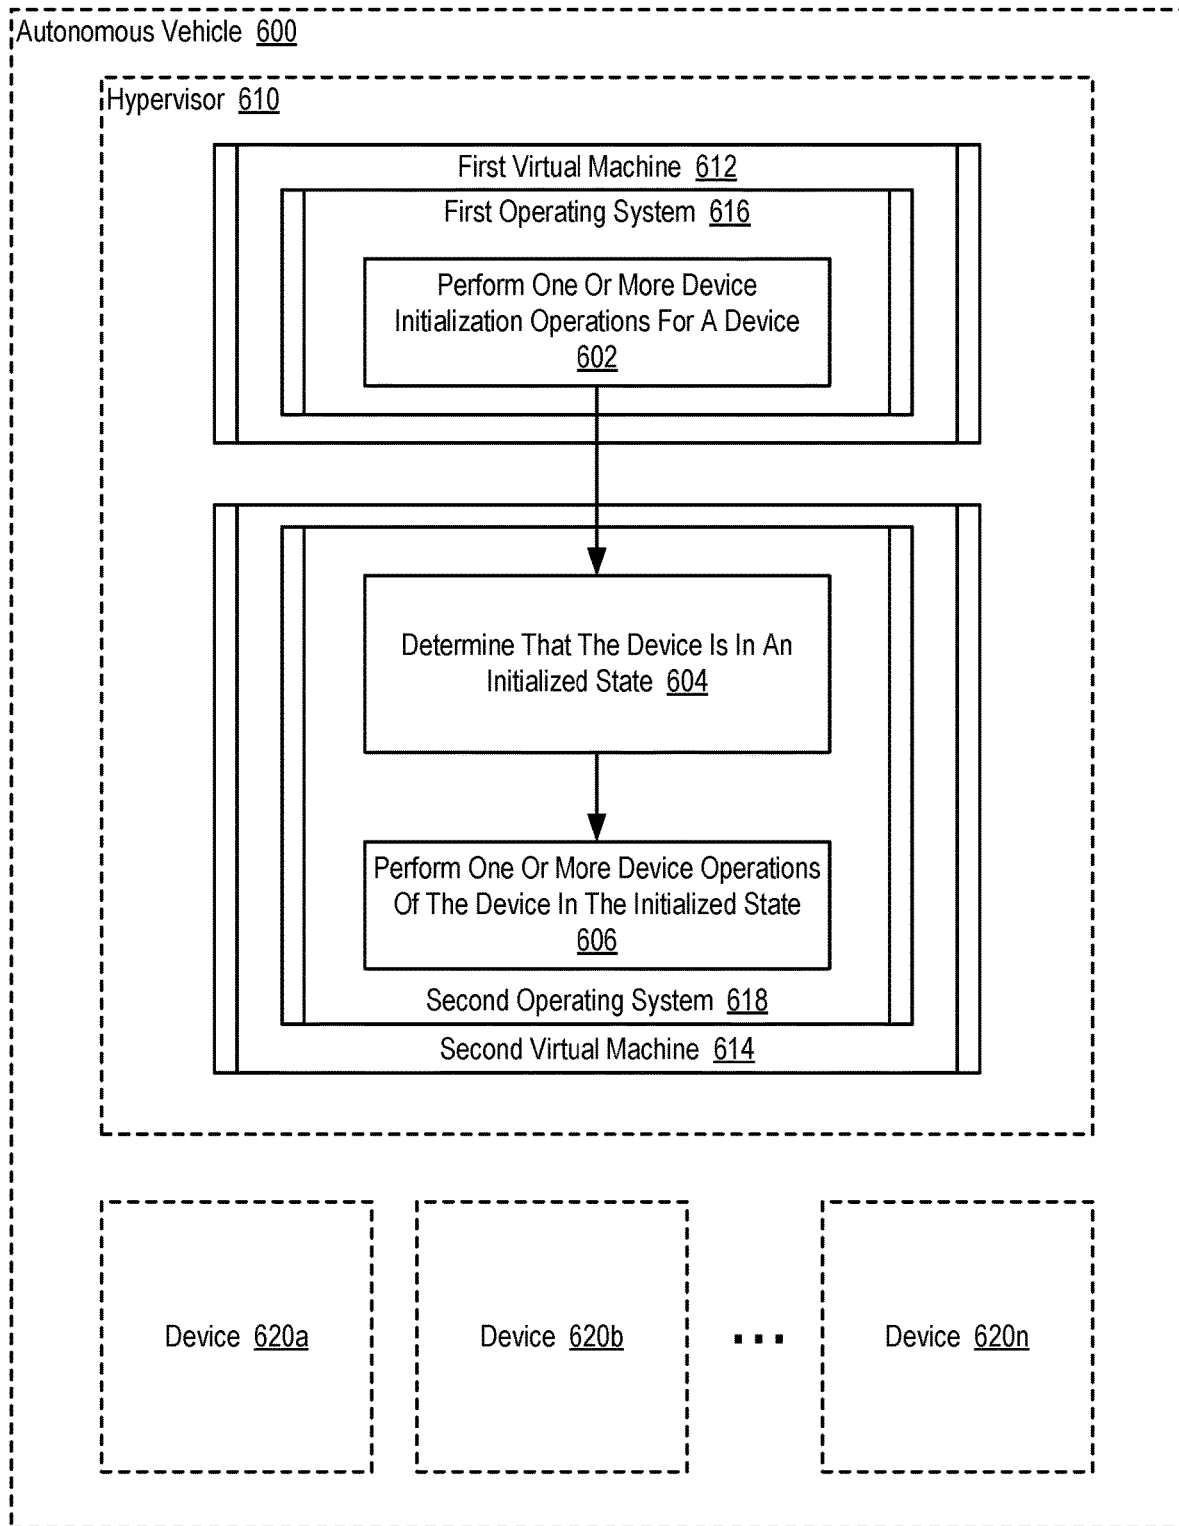 Autonomous Vehicle 600
Hypervisor 610
First Virtual Machine 612
First Operating System 616
Perform One Or More Device
Initialization Operations For A Device
602
Determine That The Device Is In An
Initialized State 604
Perform One Or More Device Operations
Of The Device In The Initialized State
606
Second Operating System 618
Second Virtual Machine 614
Device 620a
Device 620b
...
Device 620n